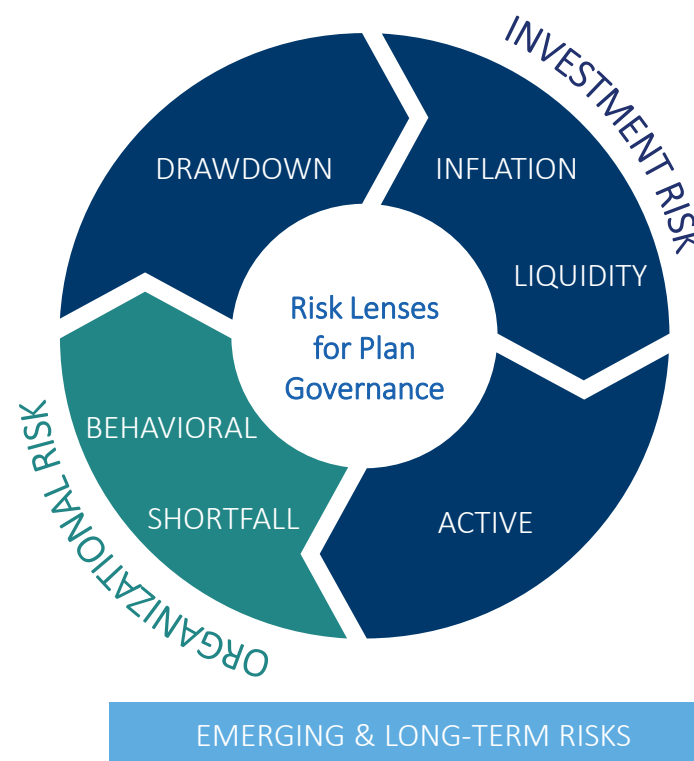 INVESTMENT RISK
DRAWDOWN
INFLATION
LIQUIDITY
Risk Lenses
for Plan
Governance
BEHAVIORAL
SHORTFALL
ACTIVE
ORGANIZATIONAL RISK
EMERGING & LONG-TERM RISKS